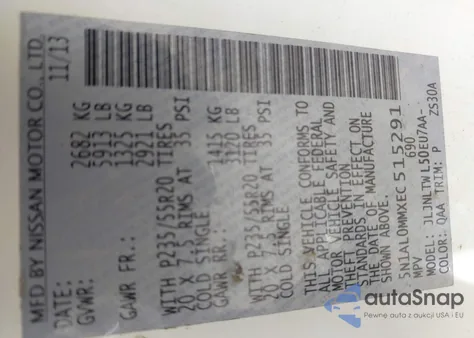 MFD BY NISSAN MOTOR CO., LTD.
DATE: 11/13
GVWR: 2682 KG
5913 LB
GAWR FR.: 1325 KG
2921 LB
WITH P235/55R20 TIRES
20 X 7.5 RIMS AT 35 PSI
COLD SINGLE
GAWR RR.: 1415 KG
3120 LB
WITH P235/55R20 TIRES
20 X 7.5 RIMS AT 35 PSI
COLD SINGLE
THIS VEHICLE CONFORMS TO
ALL APPLICABLE FEDERAL
MOTOR VEHICLE SAFETY AND
THEFT PREVENTION
STANDARDS IN EFFECT ON
THE DATE OF MANUFACTURE
SHOWN ABOVE.
5N1AL0MMXEC515291
MPV 690
MODEL: JLJNLTWL50EU7AA-
COLOR: QAA TRIM: P ZS30A
autoSnap
Pewne auto z aukcji USA i EU